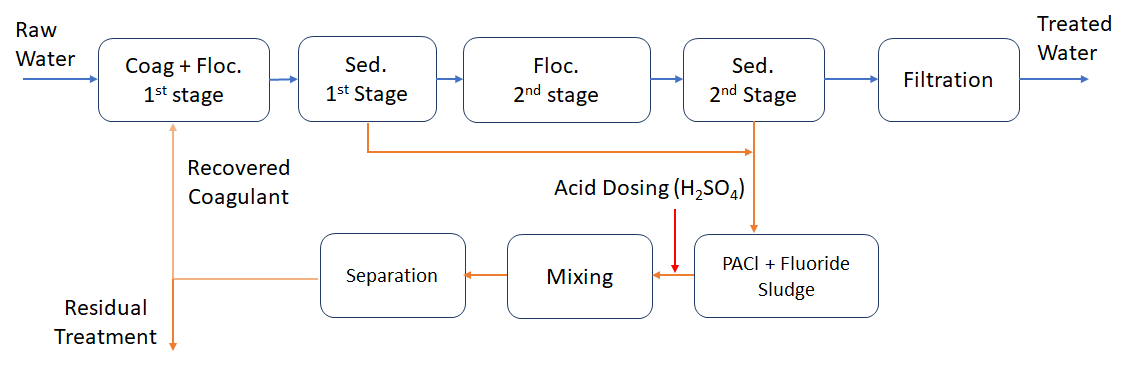 Raw
Water
Coag + Floc.
1st stage
Sed.
1st Stage
Floc.
2nd stage
Sed.
2nd Stage
Filtration
Treated
Water
Recovered
Coagulant
Acid Dosing (H2SO4)
Separation
Mixing
PACl + Fluoride
Sludge
Residual
Treatment